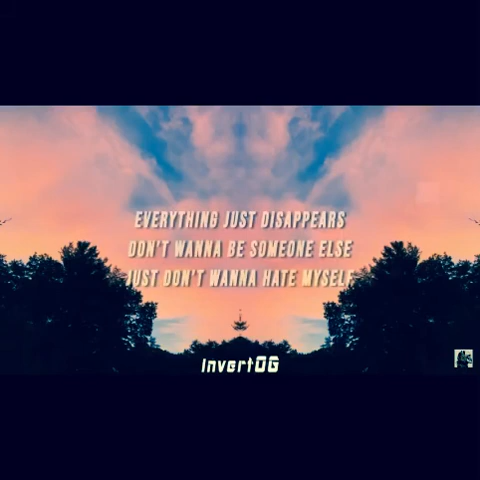 EVERYTHING JUST DISAPPEARS
DON'T WANNA BE SOMEONE ELSE
JUST DON'T WANNA HATE MYSELF
InvertOG